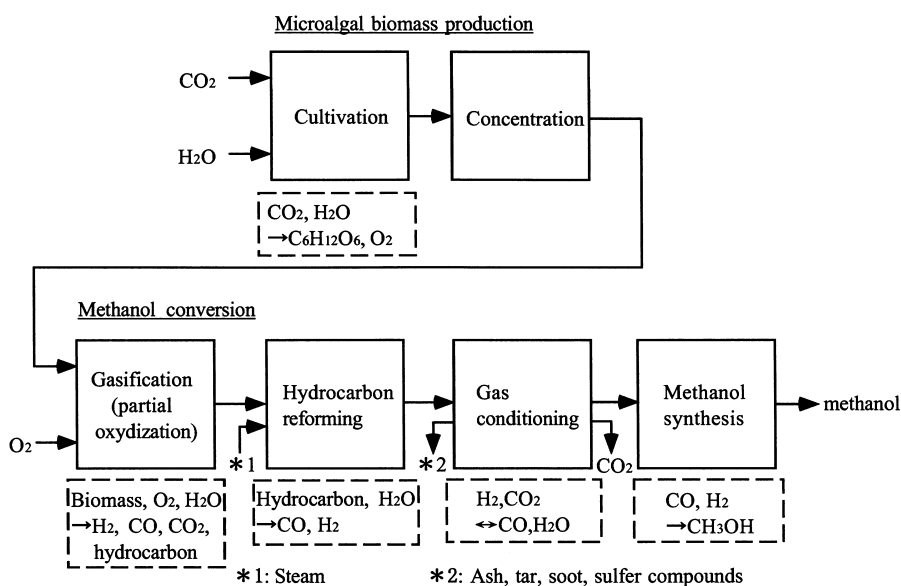 Microalgal biomass production
CO2
H2O
Cultivation
Concentration
CO2, H2O
→C6H12O6, O2
Methanol conversion
Gasification
(partial
oxydization)
Hydrocarbon
reforming
Gas
conditioning
Methanol
synthesis
methanol
O2
*1
*2
CO2
Biomass, O2, H2O
→H2, CO, CO2,
hydrocarbon
Hydrocarbon, H2O
→CO, H2
H2,CO2
↔CO,H2O
CO, H2
→CH3OH
*1: Steam
*2: Ash, tar, soot, sulfer compounds